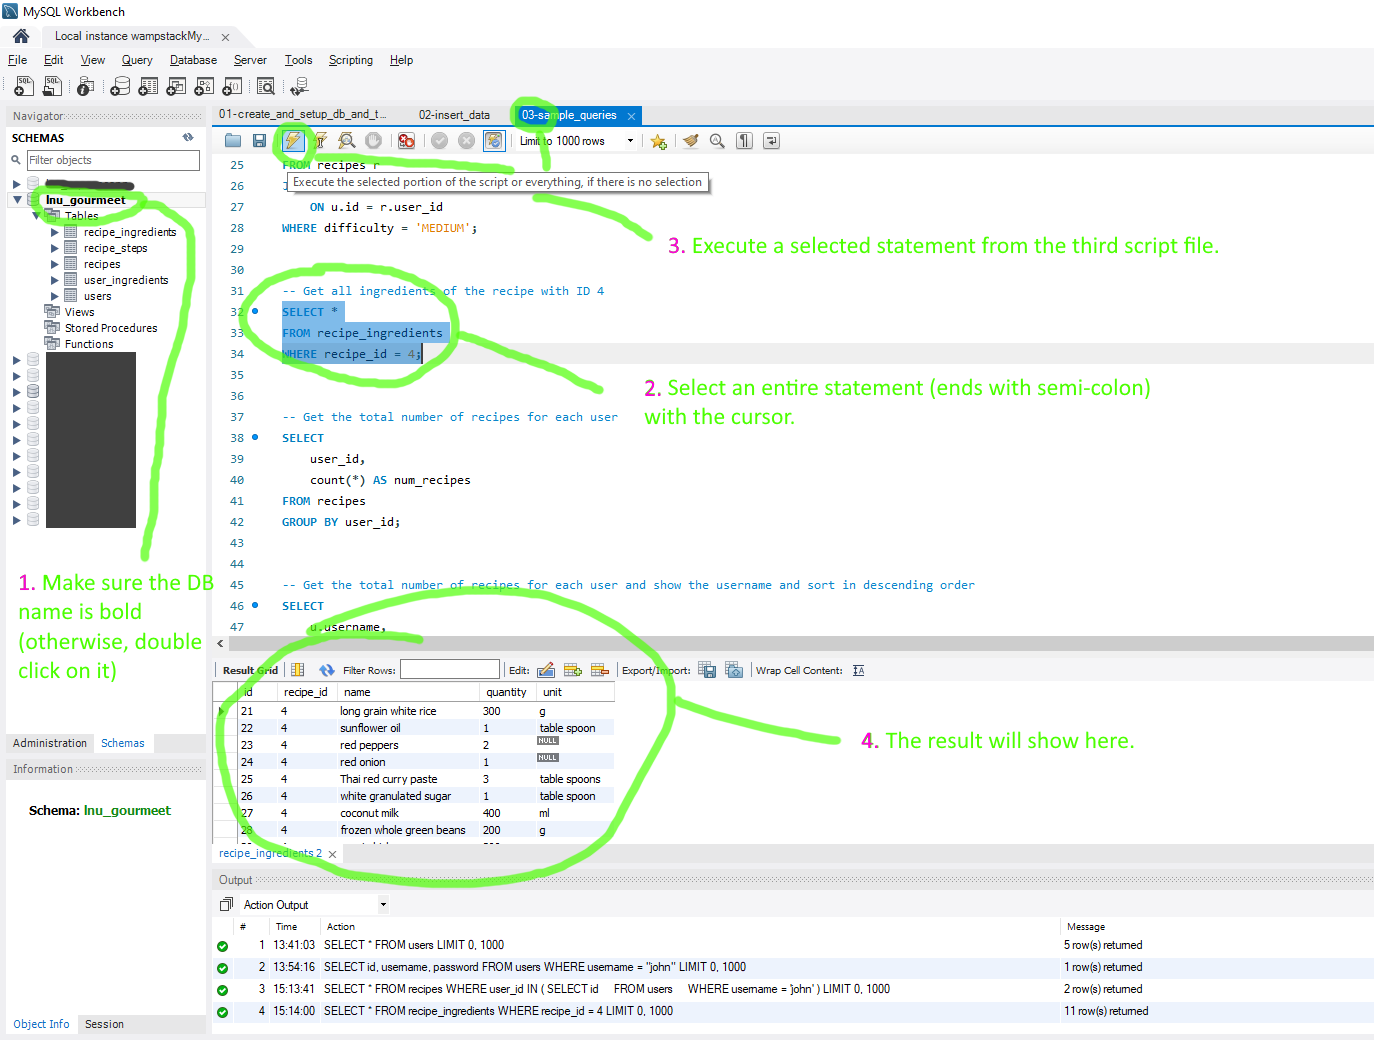 MySQL Workbench
Local instance wampstackMy... ×
File Edit View Query Database Server Tools Scripting Help
Navigator
SCHEMAS
Filter objects
lnu_gourmeet
Tables
recipe_ingredients
recipe_steps
recipes
user_ingredients
users
Views
Stored Procedures
Functions
1. Make sure the DB
name is bold
(otherwise, double
click on it)
Administration Schemas
Information
Schema: lnu_gourmeet
Object Info Session
01-create_and_setup_db_and_t... 02-insert_data 03-sample_queries ×
Limit to 1000 rows
25 FROM recipes r
Execute the selected portion of the script or everything, if there is no selection
26
27 ON u.id = r.user_id
28 WHERE difficulty = 'MEDIUM';
3. Execute a selected statement from the third script file.
29
30
31 -- Get all ingredients of the recipe with ID 4
32 SELECT *
33 FROM recipe_ingredients
34 WHERE recipe_id = 4;
2. Select an entire statement (ends with semi-colon)
with the cursor.
35
36
37 -- Get the total number of recipes for each user
38 SELECT
39 user_id,
40 count(*) AS num_recipes
41 FROM recipes
42 GROUP BY user_id;
43
44
45 -- Get the total number of recipes for each user and show the username and sort in descending order
46 SELECT
47 u.username,
Result Grid Filter Rows: Edit: Export/Import: Wrap Cell Content: IA
id recipe_id name quantity unit
21 4 long grain white rice 300 g
22 4 sunflower oil 1 table spoon
23 4 red peppers 2 NULL
24 4 red onion 1 NULL
25 4 Thai red curry paste 3 table spoons
26 4 white granulated sugar 1 table spoon
27 4 coconut milk 400 ml
28 4 frozen whole green beans 200 g
4. The result will show here.
recipe_ingredients 2 ×
Output
Action Output
# Time Action Message
1 13:41:03 SELECT * FROM users LIMIT 0, 1000 5 row(s) returned
2 13:54:16 SELECT id, username, password FROM users WHERE username = "john" LIMIT 0, 1000 1 row(s) returned
3 15:13:41 SELECT * FROM recipes WHERE user_id IN ( SELECT id FROM users WHERE username = 'john' ) LIMIT 0, 1000 2 row(s) returned
4 15:14:00 SELECT * FROM recipe_ingredients WHERE recipe_id = 4 LIMIT 0, 1000 11 row(s) returned